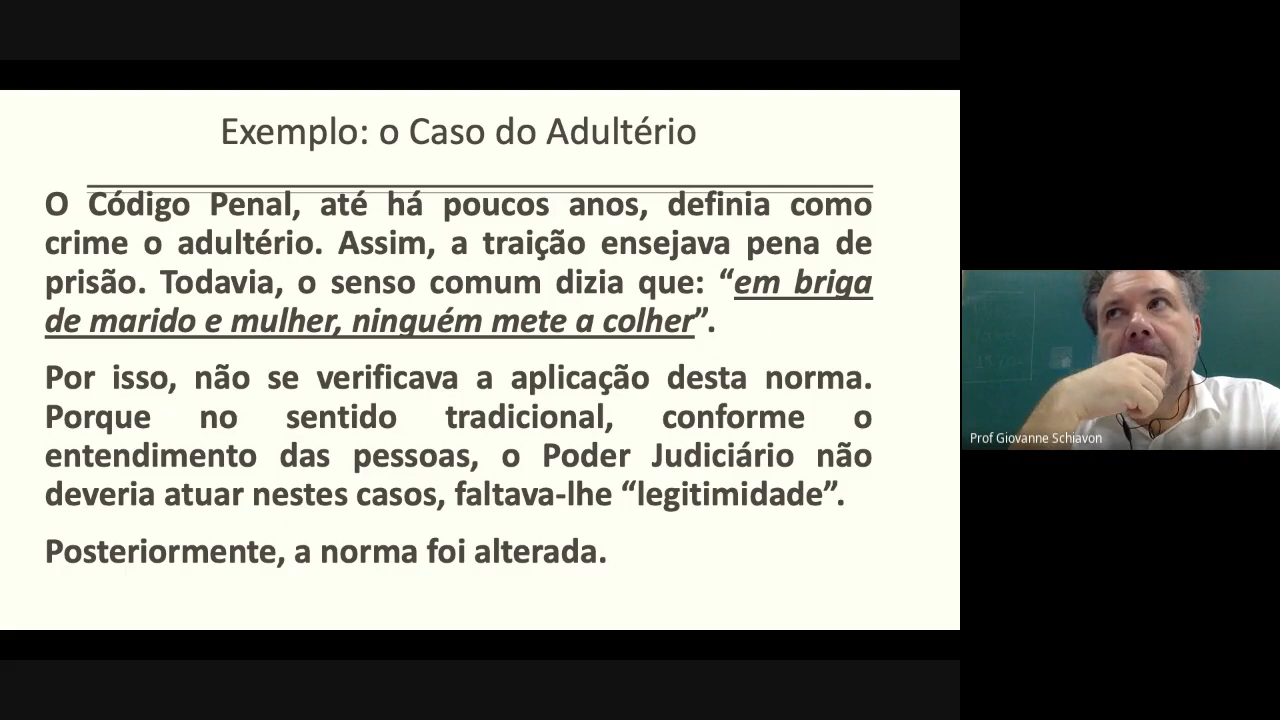 Exemplo: o Caso do Adultério
O Código Penal, até há poucos anos, definia como
crime o adultério. Assim, a traição ensejava pena de
prisão. Todavia, o senso comum dizia que: “em briga
de marido e mulher, ninguém mete a colher”.
Por isso, não se verificava a aplicação desta norma.
Porque no sentido tradicional, conforme o
entendimento das pessoas, o Poder Judiciário não
deveria atuar nestes casos, faltava-lhe “legitimidade”.
Posteriormente, a norma foi alterada.
Prof Giovanne Schiavon